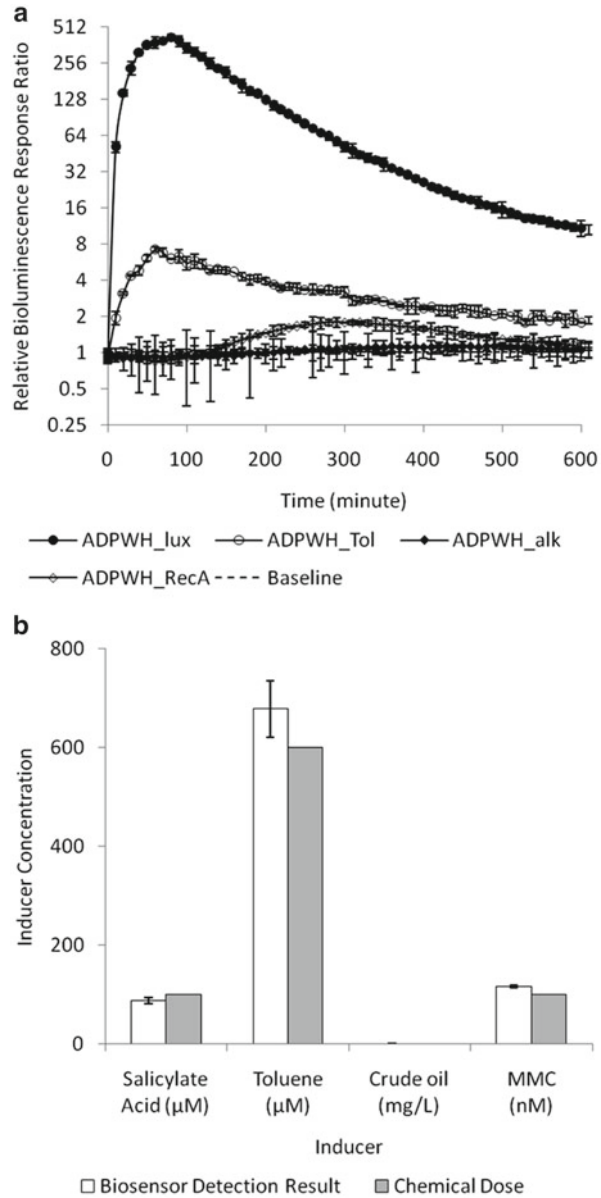 a
Relative Bioluminescence Response Ratio
512
256
128
64
32
16
8
4
2
1
0.5
0.25
0
100
200
300
400
500
600
Time (minute)
ADPWH_lux
ADPWH_Tol
ADPWH_alk
ADPWH_RecA
Baseline
b
Inducer Concentration
800
600
400
200
0
Salicylate
Acid (μM)
Toluene
(μM)
Crude oil
(mg/L)
MMC
(nM)
Inducer
Biosensor Detection Result
Chemical Dose